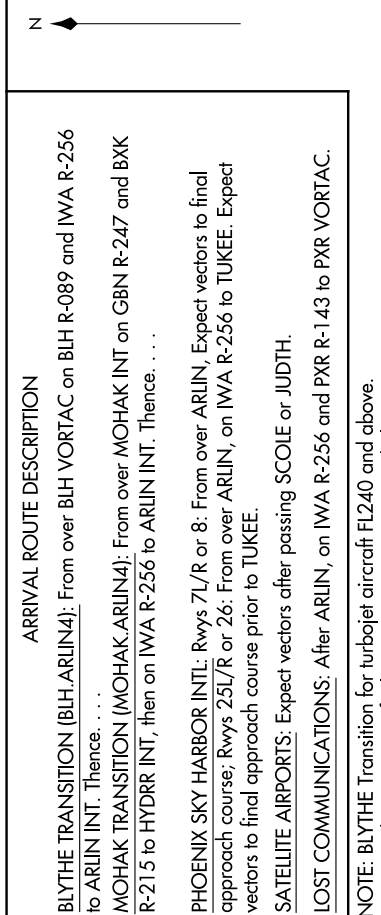 N
ARRIVAL ROUTE DESCRIPTION
BLYTHE TRANSITION (BLH.ARLIN4): From over BLH VORTAC on BLH R-089 and IWA R-256
to ARLIN INT. Thence. . . .
MOHAK TRANSITION (MOHAK.ARLIN4): From over MOHAK INT on GBN R-247 and BXK
R-215 to HYDRR INT, then on IWA R-256 to ARLIN INT. Thence. . . .
PHOENIX SKY HARBOR INTL: Rwys 7L/R or 8: From over ARLIN, Expect vectors to final
approach course; Rwys 25L/R or 26: From over ARLIN, on IWA R-256 to TUKEE. Expect
vectors to final approach course prior to TUKEE.
SATELLITE AIRPORTS: Expect vectors after passing SCOLE or JUDTH.
LOST COMMUNICATIONS: After ARLIN, on IWA R-256 and PXR R-143 to PXR VORTAC.
NOTE: BLYTHE Transition for turbojet aircraft FL240 and above.